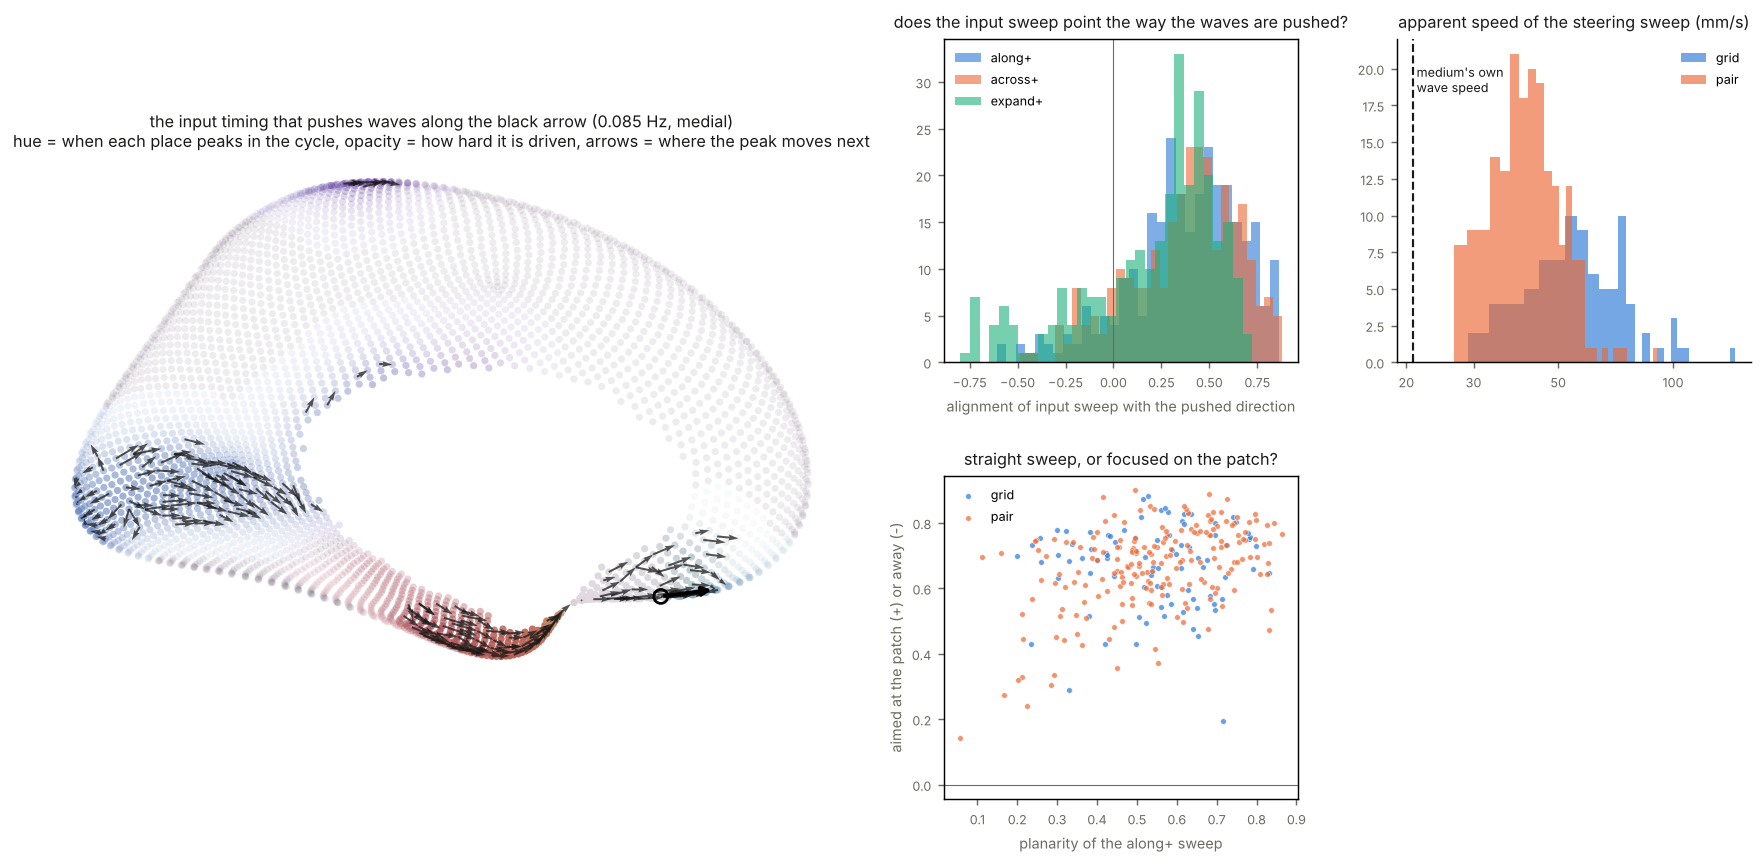 the input timing that pushes waves along the black arrow (0.085 Hz, medial)
hue = when each place peaks in the cycle, opacity = how hard it is driven, arrows = where the peak moves next
does the input sweep point the way the waves are pushed?
along+
across+
expand+
30
25
20
15
10
5
0
−0.75 −0.50 −0.25 0.00 0.25 0.50 0.75
alignment of input sweep with the pushed direction
apparent speed of the steering sweep (mm/s)
medium's own
wave speed
grid
pair
20.0
17.5
15.0
12.5
10.0
7.5
5.0
2.5
0.0
20 30 50 100
straight sweep, or focused on the patch?
grid
pair
aimed at the patch (+) or away (-)
0.8
0.6
0.4
0.2
0.0
0.1 0.2 0.3 0.4 0.5 0.6 0.7 0.8 0.9
planarity of the along+ sweep